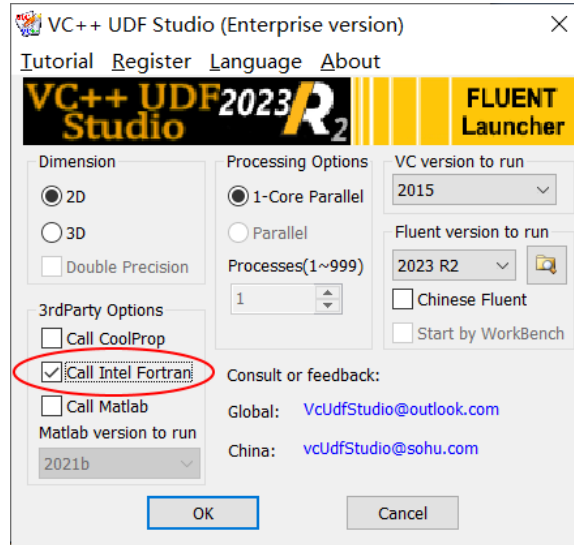 VC++ UDF Studio (Enterprise version)
Tutorial Register Language About
VC++ UDF Studio 2023 R2
FLUENT Launcher
Dimension
2D
3D
Double Precision
3rdParty Options
Call CoolProp
Call Intel Fortran
Call Matlab
Matlab version to run
2021b
Processing Options
1-Core Parallel
Parallel
Processes(1~999)
1
VC version to run
2015
Fluent version to run
2023 R2
Chinese Fluent
Start by WorkBench
Consult or feedback:
Global: VcUdfStudio@outlook.com
China: vcUdfStudio@sohu.com
OK
Cancel